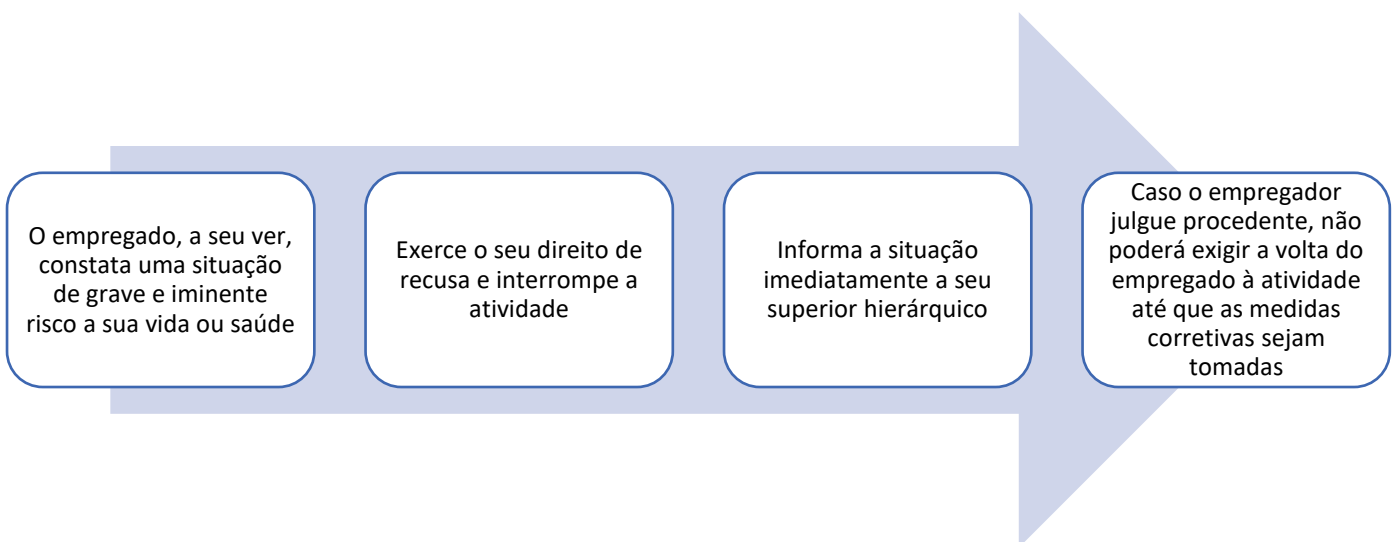 O empregado, a seu ver,
constata uma situação
de grave e iminente
risco a sua vida ou saúde
Exerce o seu direito de
recusa e interrompe a
atividade
Informa a situação
imediatamente a seu
superior hierárquico
Caso o empregador
julgue procedente, não
poderá exigir a volta do
empregado à atividade
até que as medidas
corretivas sejam
tomadas